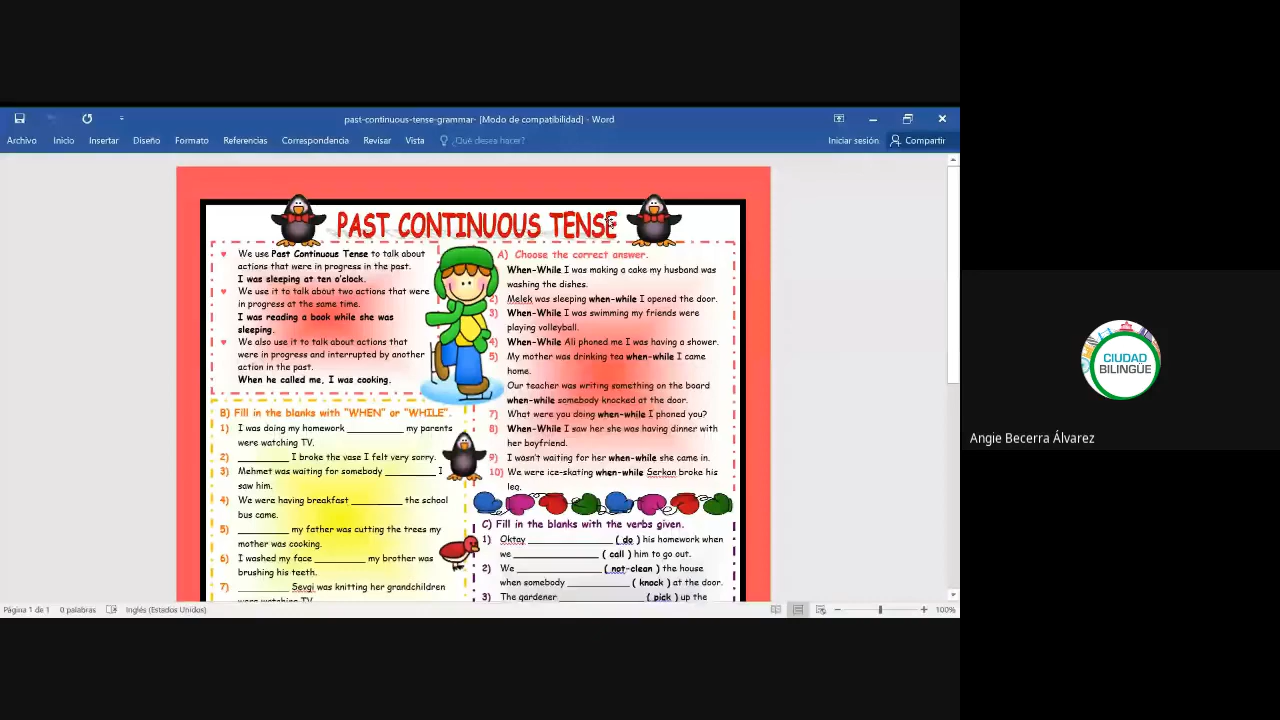 past-continuous-tense-grammar- [Modo de compatibilidad] - Word
Archivo Inicio Insertar Diseño Formato Referencias Correspondencia Revisar Vista ¿Qué desea hacer? Iniciar sesión Compartir
PAST CONTINUOUS TENSE
We use Past Continuous Tense to talk about
actions that were in progress in the past.
I was sleeping at ten o'clock.
We use it to talk about two actions that were
in progress at the same time.
I was reading a book while she was
sleeping.
We also use it to talk about actions that
were in progress and interrupted by another
action in the past.
When he called me, I was cooking.
B) Fill in the blanks with "WHEN" or "WHILE".
1) I was doing my homework __________ my parents
were watching TV.
2) _________ I broke the vase I felt very sorry.
3) Mehmet was waiting for somebody _________ I
saw him.
4) We were having breakfast _________ the school
bus came.
5) _________ my father was cutting the trees my
mother was cooking.
6) I washed my face _________ my brother was
brushing his teeth.
7) _________ Sevgi was knitting her grandchildren
were watching TV.
A) Choose the correct answer.
When-While I was making a cake my husband was
washing the dishes.
2) Melek was sleeping when-while I opened the door.
3) When-While I was swimming my friends were
playing volleyball.
4) When-While Ali phoned me I was having a shower.
5) My mother was drinking tea when-while I came
home.
Our teacher was writing something on the board
when-while somebody knocked at the door.
7) What were you doing when-while I phoned you?
8) When-While I saw her she was having dinner with
her boyfriend.
9) I wasn't waiting for her when-while she came in.
10) We were ice-skating when-while Serkan broke his
leg.
C) Fill in the blanks with the verbs given.
1) Oktay _______________ ( do ) his homework when
we _______________ ( call ) him to go out.
2) We _______________ ( not-clean ) the house
when somebody ___________ ( knock ) at the door.
3) The gardener _______________ ( pick ) up the
Página 1 de 1 0 palabras Inglés (Estados Unidos) 100%
CIUDAD
BILINGÜE
Angie Becerra Álvarez